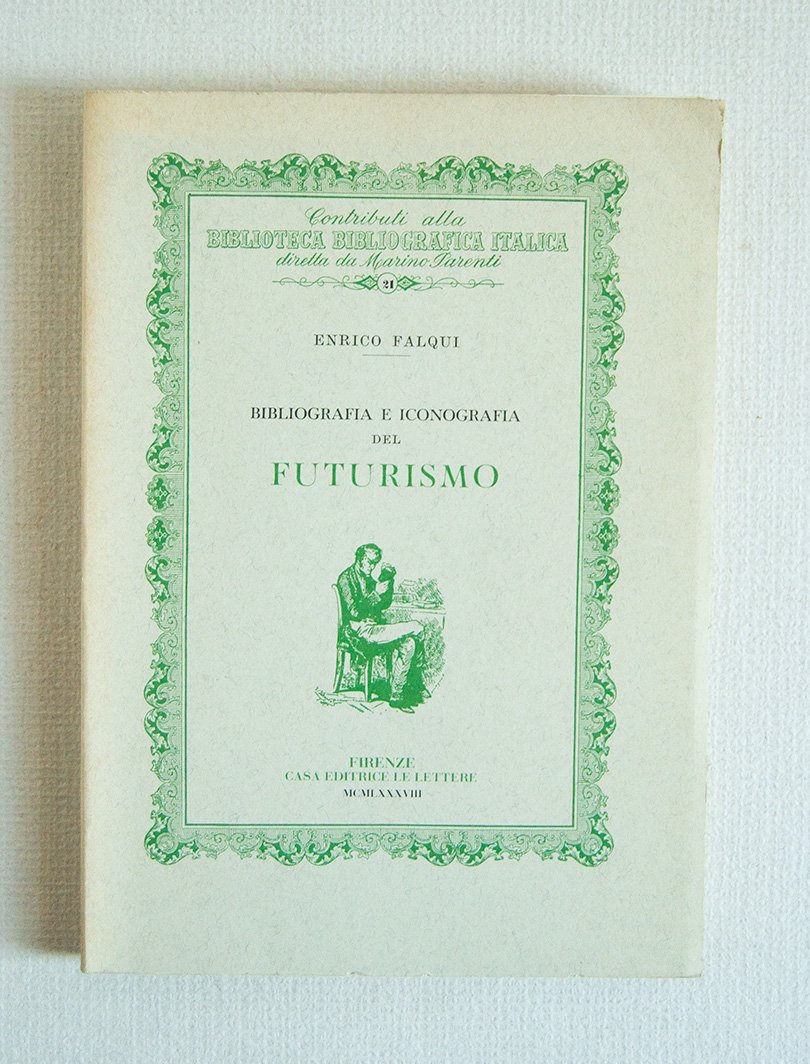 Contributi alla
BIBLIOTECA BIBLIOGRAFICA ITALICA
diretta da Marino Parenti
21
ENRICO FALQUI
BIBLIOGRAFIA E ICONOGRAFIA
DEL
FUTURISMO
FIRENZE
CASA EDITRICE LE LETTERE
MCMLXXXVIII